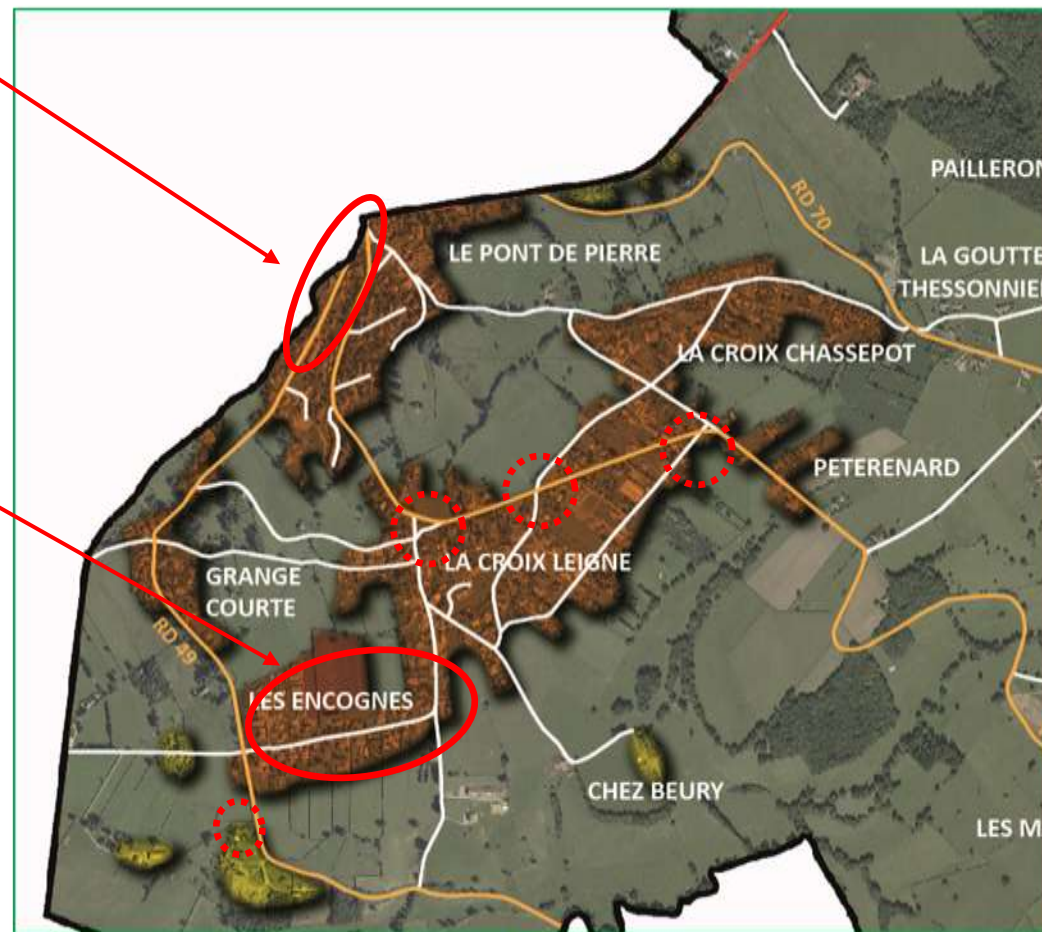 PAILLERON
RD 70
LE PONT DE PIERRE
LA GOUTTE
THESSONNIE
LA CROIX CHASSEPOT
PETERENARD
LA CROIX LEIGNE
GRANGE
COURTE
RD 49
LES ENCOGNES
CHEZ BEURY
LES M